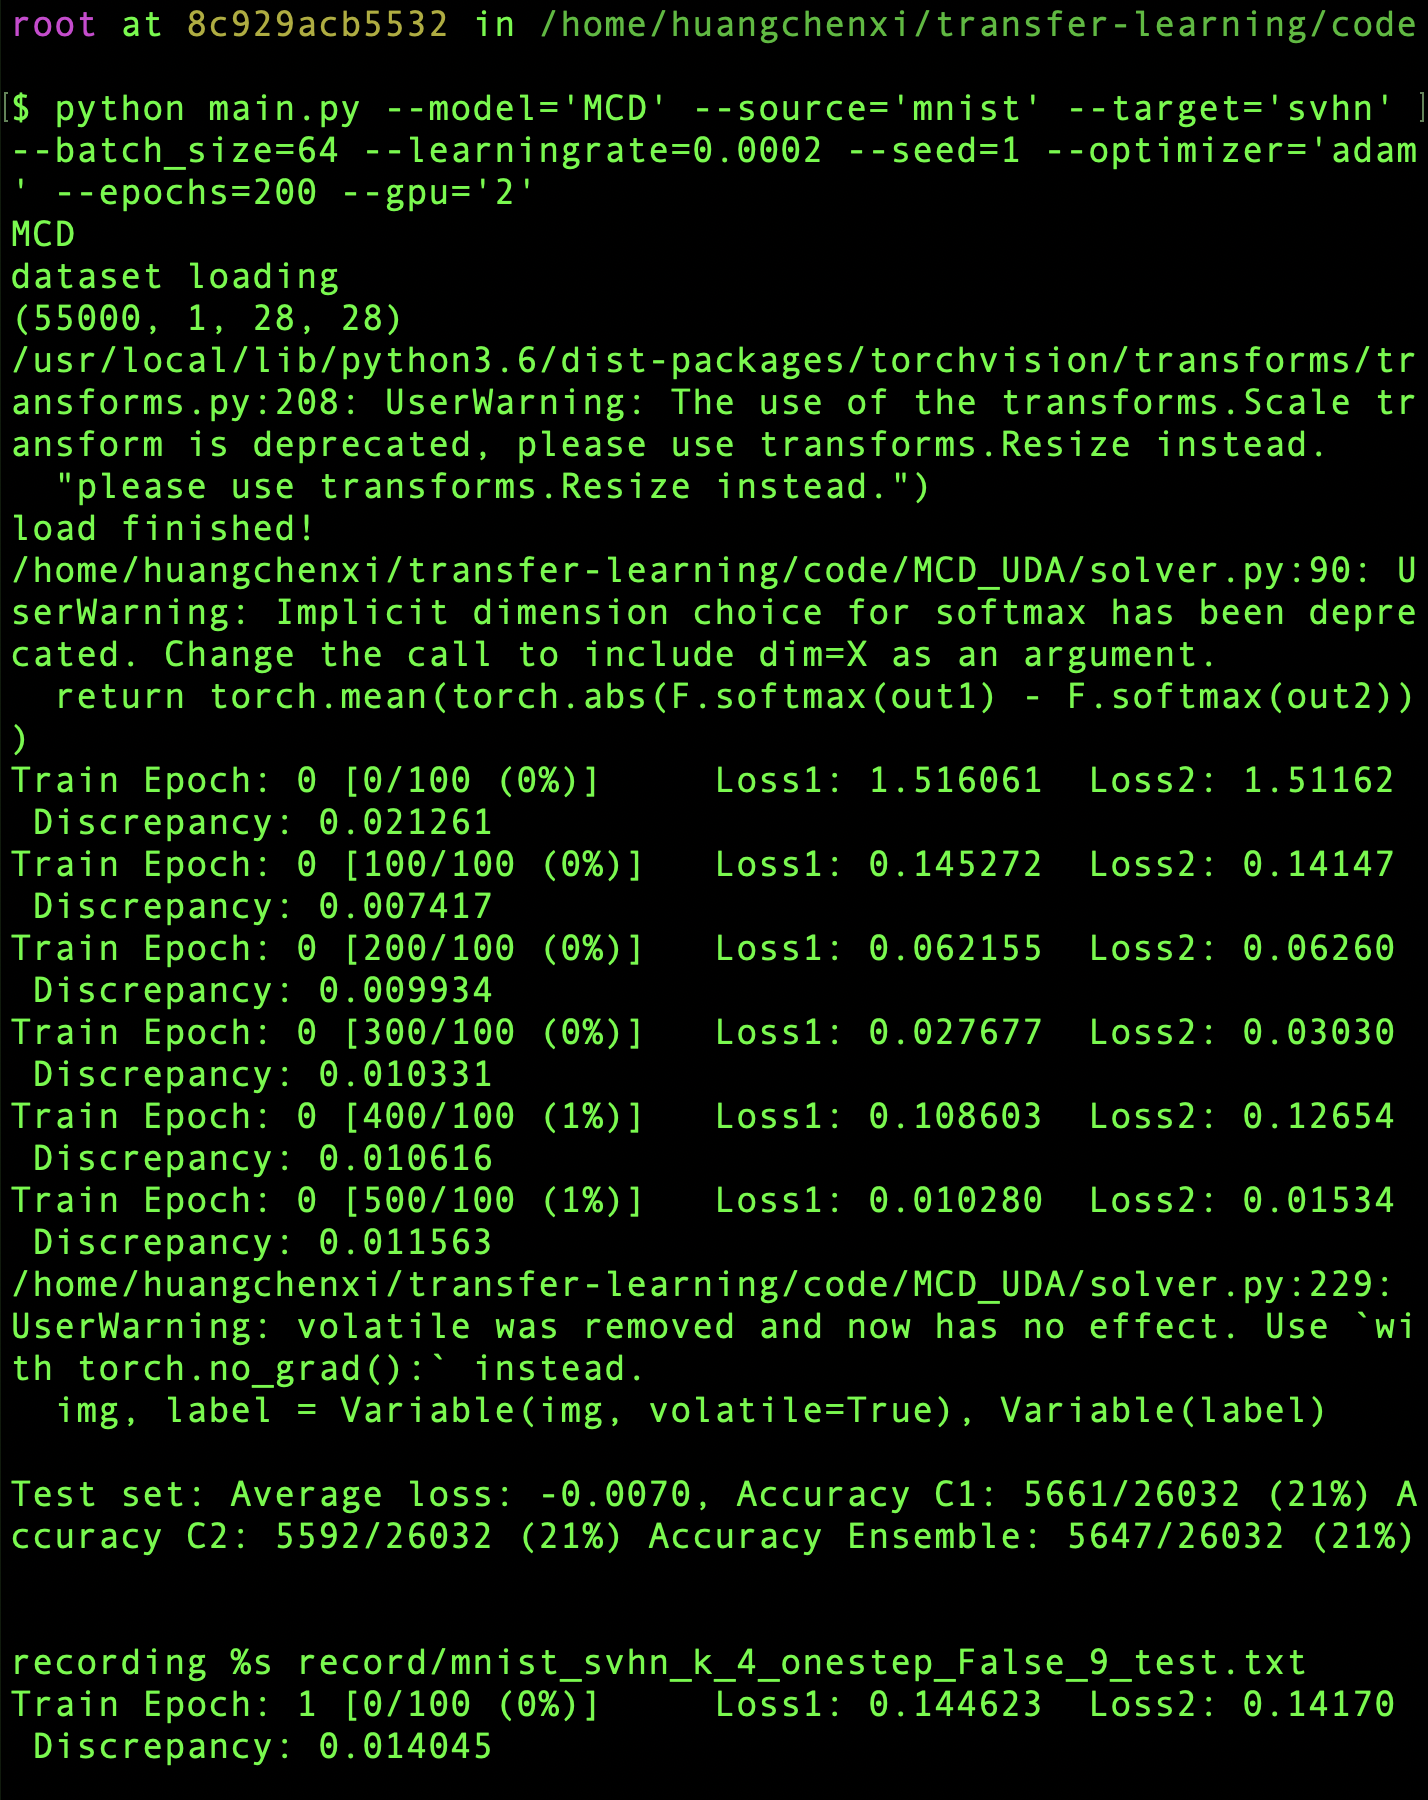 root at 8c929acb5532 in /home/huangchenxi/transfer-learning/code
[$ python main.py --model='MCD' --source='mnist' --target='svhn' ]
--batch_size=64 --learningrate=0.0002 --seed=1 --optimizer='adam
' --epochs=200 --gpu='2'
MCD
dataset loading
(55000, 1, 28, 28)
/usr/local/lib/python3.6/dist-packages/torchvision/transforms/tr
ansforms.py:208: UserWarning: The use of the transforms.Scale tr
ansform is deprecated, please use transforms.Resize instead.
  "please use transforms.Resize instead.")
load finished!
/home/huangchenxi/transfer-learning/code/MCD_UDA/solver.py:90: U
serWarning: Implicit dimension choice for softmax has been depre
cated. Change the call to include dim=X as an argument.
  return torch.mean(torch.abs(F.softmax(out1) - F.softmax(out2))
)
Train Epoch: 0 [0/100 (0%)]     Loss1: 1.516061  Loss2: 1.51162
 Discrepancy: 0.021261
Train Epoch: 0 [100/100 (0%)]   Loss1: 0.145272  Loss2: 0.14147
 Discrepancy: 0.007417
Train Epoch: 0 [200/100 (0%)]   Loss1: 0.062155  Loss2: 0.06260
 Discrepancy: 0.009934
Train Epoch: 0 [300/100 (0%)]   Loss1: 0.027677  Loss2: 0.03030
 Discrepancy: 0.010331
Train Epoch: 0 [400/100 (1%)]   Loss1: 0.108603  Loss2: 0.12654
 Discrepancy: 0.010616
Train Epoch: 0 [500/100 (1%)]   Loss1: 0.010280  Loss2: 0.01534
 Discrepancy: 0.011563
/home/huangchenxi/transfer-learning/code/MCD_UDA/solver.py:229:
UserWarning: volatile was removed and now has no effect. Use `wi
th torch.no_grad():` instead.
  img, label = Variable(img, volatile=True), Variable(label)
Test set: Average loss: -0.0070, Accuracy C1: 5661/26032 (21%) A
ccuracy C2: 5592/26032 (21%) Accuracy Ensemble: 5647/26032 (21%)
recording %s record/mnist_svhn_k_4_onestep_False_9_test.txt
Train Epoch: 1 [0/100 (0%)]     Loss1: 0.144623  Loss2: 0.14170
 Discrepancy: 0.014045